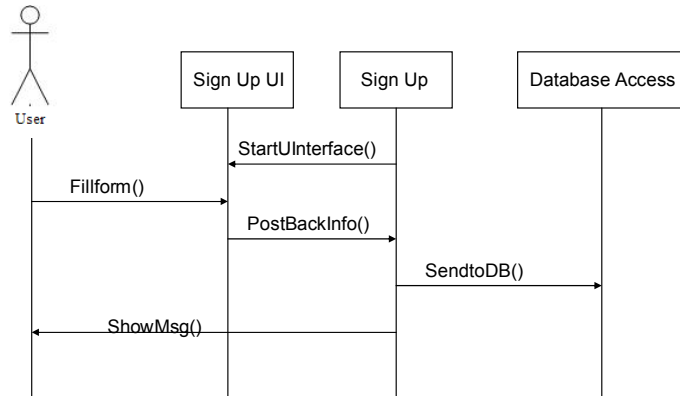 Sign Up UI
Sign Up
Database Access
User
StartUInterface()
Fillform()
PostBackInfo()
SendtoDB()
ShowMsg()